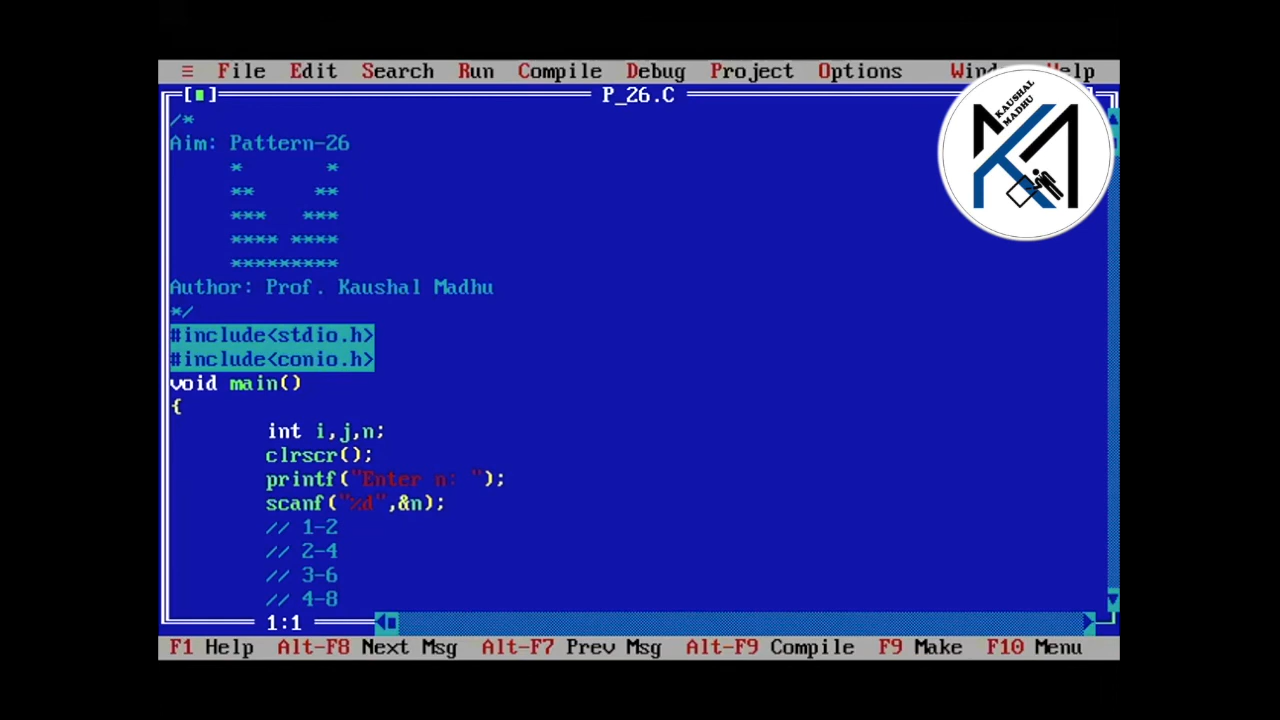 ≡ File Edit Search Run Compile Debug Project Options
[■] P_26.C
/*
Aim: Pattern-26
     *       *
     **     **
     ***   ***
     **** ****
     *********
Author: Prof. Kaushal Madhu
*/
#include<stdio.h>
#include<conio.h>
void main()
{
        int i,j,n;
        clrscr();
        printf("Enter n: ");
        scanf("%d",&n);
        // 1-2
        // 2-4
        // 3-6
        // 4-8
1:1
F1 Help Alt-F8 Next Msg Alt-F7 Prev Msg Alt-F9 Compile F9 Make F10 Menu
KAUSHAL
MADHU